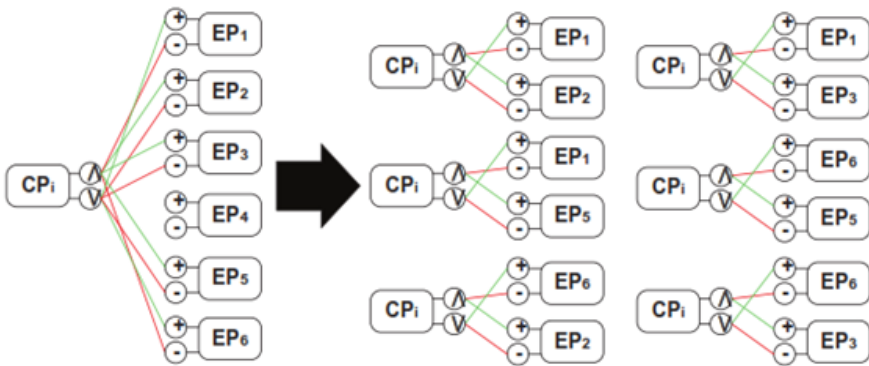 + EP1
-
+ EP2
-
+ EP3
-
CPi Λ
V
+ EP4
-
+ EP5
-
+ EP6
-
CPi Λ V + - EP1 + - EP2
CPi Λ V + - EP1 + - EP3
CPi Λ V + - EP1 + - EP5
CPi Λ V + - EP6 + - EP5
CPi Λ V + - EP6 + - EP2
CPi Λ V + - EP6 + - EP3